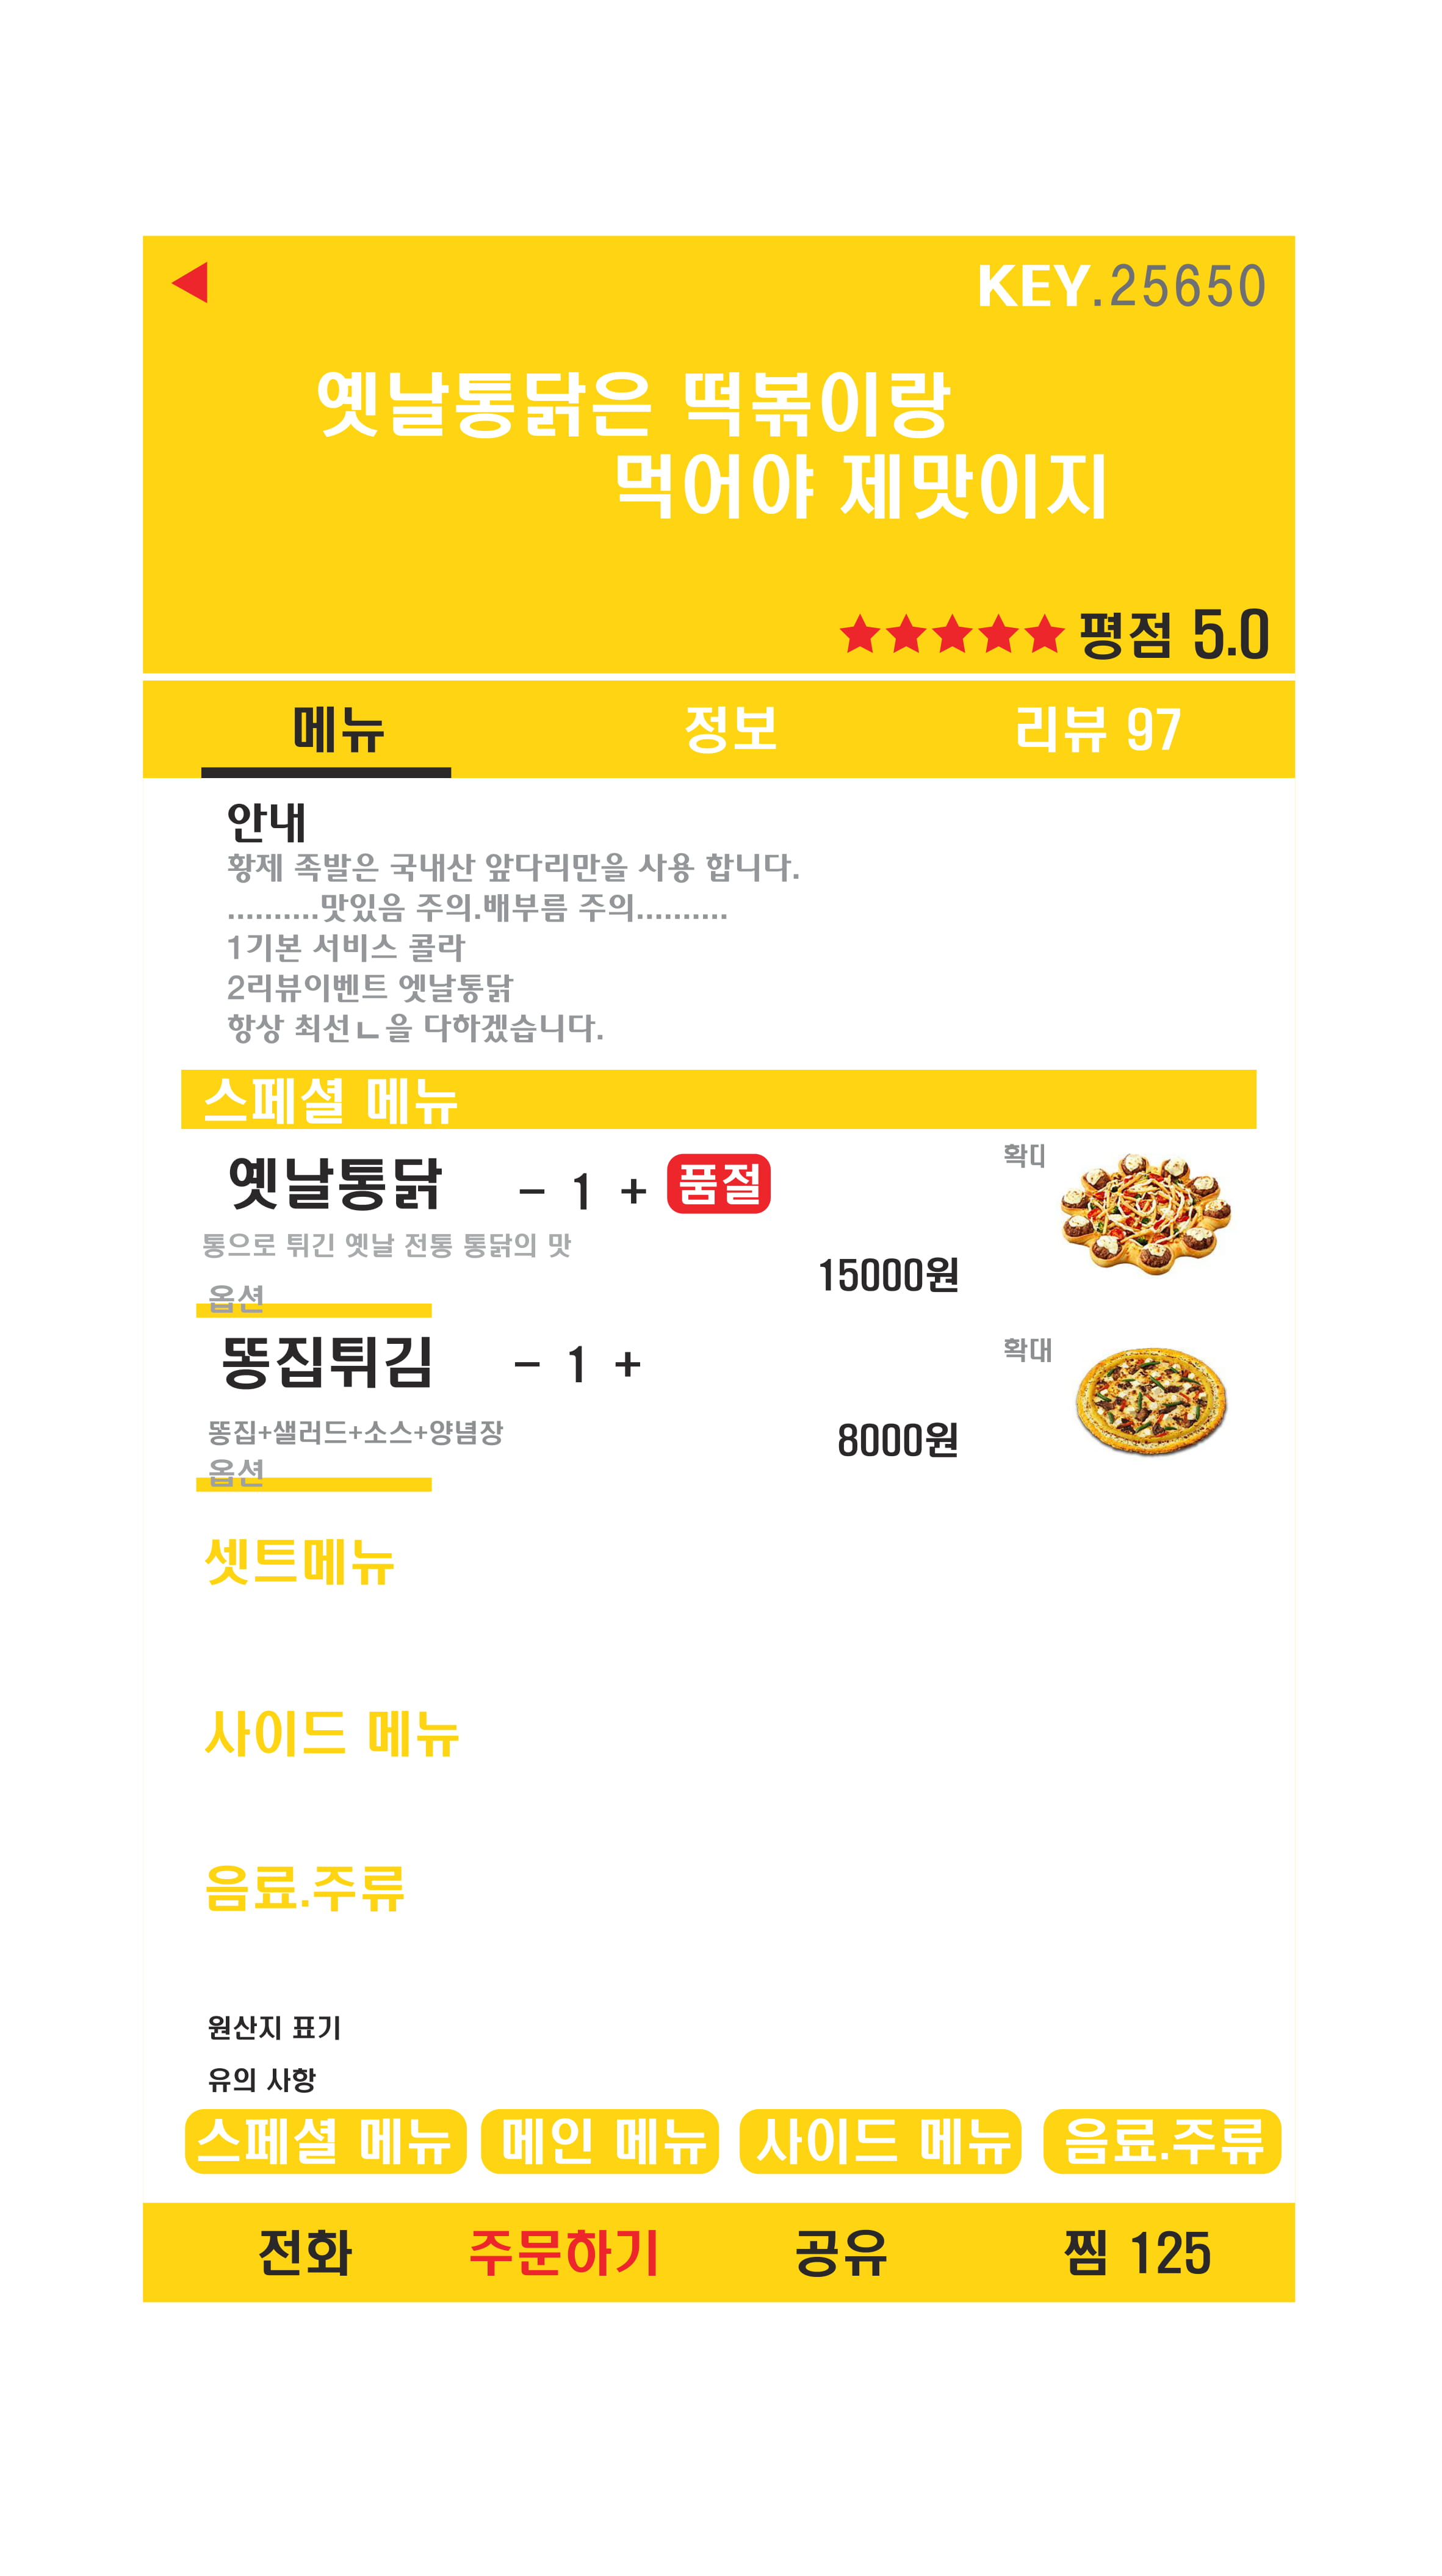 KEY.25650
옛날통닭은 떡볶이랑
먹어야 제맛이지
평점 5.0
메뉴 정보 리뷰 97
안내
황제 족발은 국내산 앞다리만을 사용 합니다.
..........맛있음 주의.배부름 주의..........
1기본 서비스 콜라
2리뷰이벤트 엣날통닭
항상 최선ㄴ을 다하겠습니다.
스페셜 메뉴
옛날통닭 − 1 + 품절
통으로 튀긴 옛날 전통 통닭의 맛
15000원
옵션
똥집튀김 − 1 + 확대
똥집+샐러드+소스+양념장
8000원
옵션
셋트메뉴
사이드 메뉴
음료.주류
원산지 표기
유의 사항
스페셜 메뉴 메인 메뉴 사이드 메뉴 음료.주류
전화 주문하기 공유 찜 125